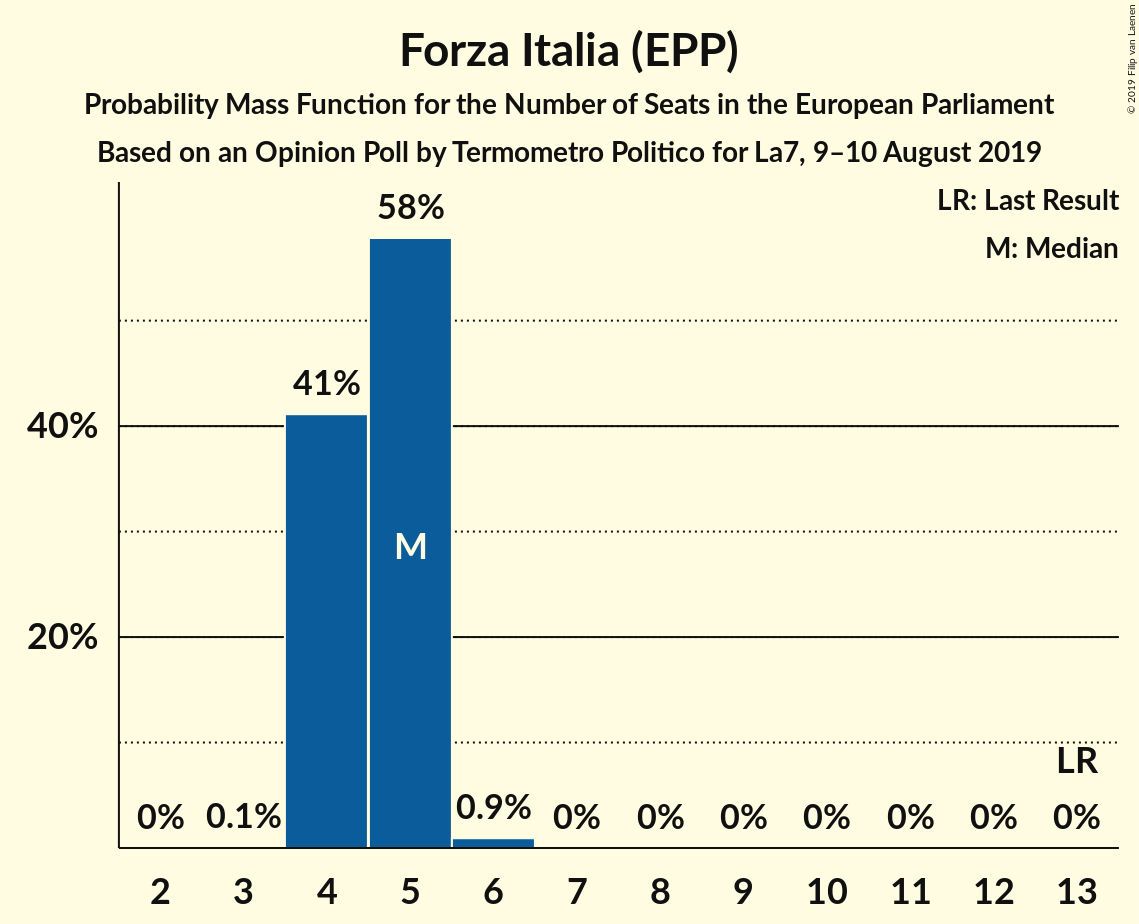 Forza Italia (EPP)
Probability Mass Function for the Number of Seats in the European Parliament
Based on an Opinion Poll by Termometro Politico for La7, 9–10 August 2019
© 2019 Filip van Laenen
LR: Last Result
M: Median
58%
41%
40%
M
20%
LR
0% 0.1% 0.9% 0% 0% 0% 0% 0% 0% 0%
2 3 4 5 6 7 8 9 10 11 12 13